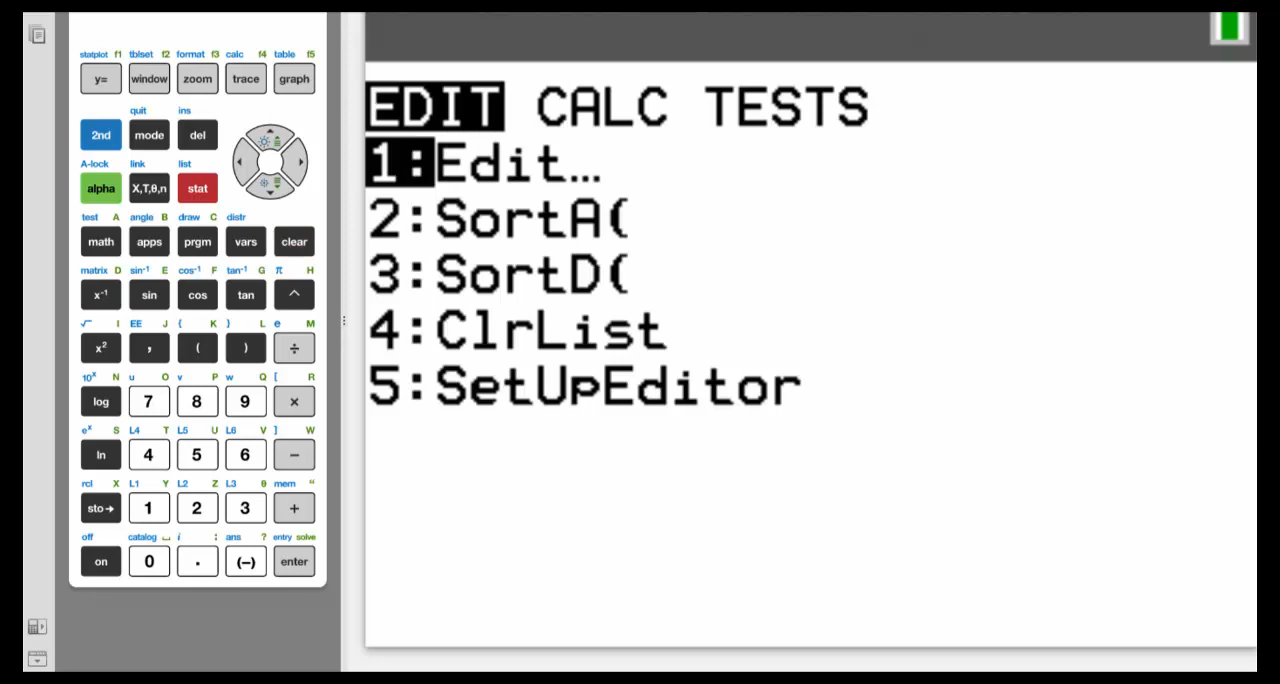 EDIT CALC TESTS
1:Edit...
2:SortA(
3:SortD(
4:ClrList
5:SetUpEditor
statplot f1 tblset f2 format f3 calc f4 table f5
y= window zoom trace graph
quit ins
2nd mode del
A-lock link list
alpha X,T,θ,n stat
test A angle B draw C distr
math apps prgm vars clear
matrix D sin⁻¹ E cos⁻¹ F tan⁻¹ G π H
x⁻¹ sin cos tan ^
√ I EE J { K } L e M
x² , ( ) ÷
10ˣ N u O v P w Q [ R
log 7 8 9 ×
eˣ S L4 T L5 U L6 V ] W
ln 4 5 6 −
rcl X L1 Y L2 Z L3 θ mem "
sto→ 1 2 3 +
off catalog ⎵ i : ans ? entry solve
on 0 . (−) enter